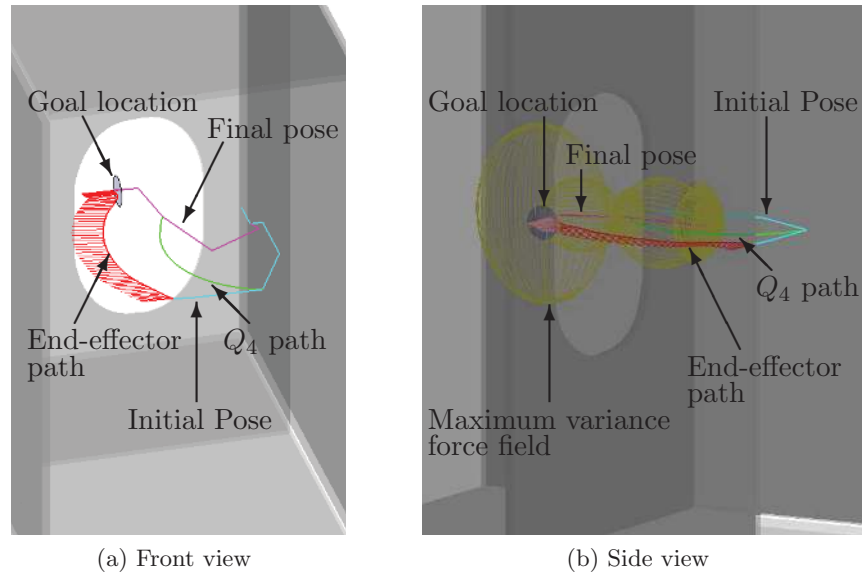 Goal location
Final pose
End-effector
path
Q4 path
Initial Pose
(a) Front view
Goal location
Initial Pose
Final pose
Q4 path
End-effector
path
Maximum variance
force field
(b) Side view